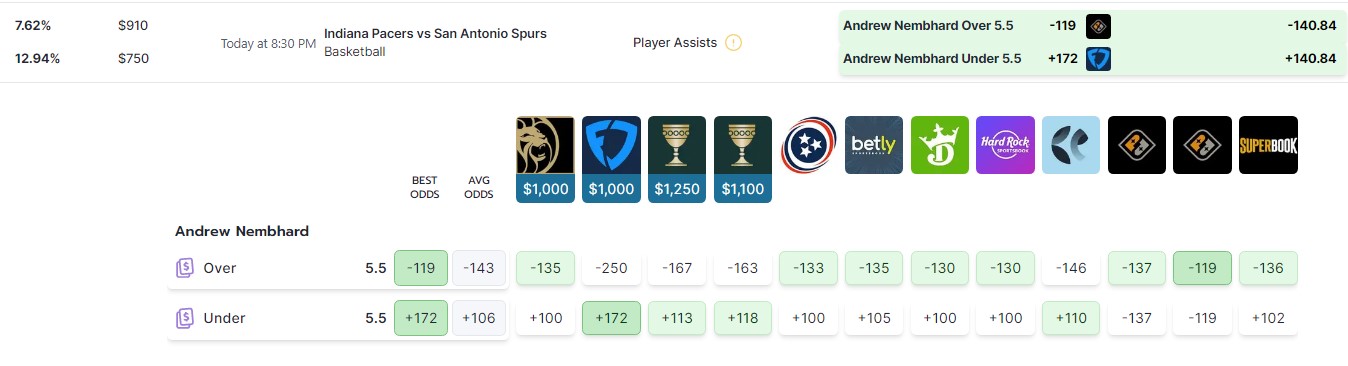 7.62% $910
12.94% $750
Today at 8:30 PM
Indiana Pacers vs San Antonio Spurs
Basketball
Player Assists !
Andrew Nembhard Over 5.5 -119 -140.84
Andrew Nembhard Under 5.5 +172 +140.84
BEST ODDS AVG ODDS
betly
SPORTSBOOK
Hard Rock
SPORTSBOOK
SUPERBOOK
$1,000 $1,000 $1,250 $1,100
Andrew Nembhard
$ Over 5.5 -119 -143 -135 -250 -167 -163 -133 -135 -130 -130 -146 -137 -119 -136
$ Under 5.5 +172 +106 +100 +172 +113 +118 +100 +105 +100 +100 +110 -137 -119 +102